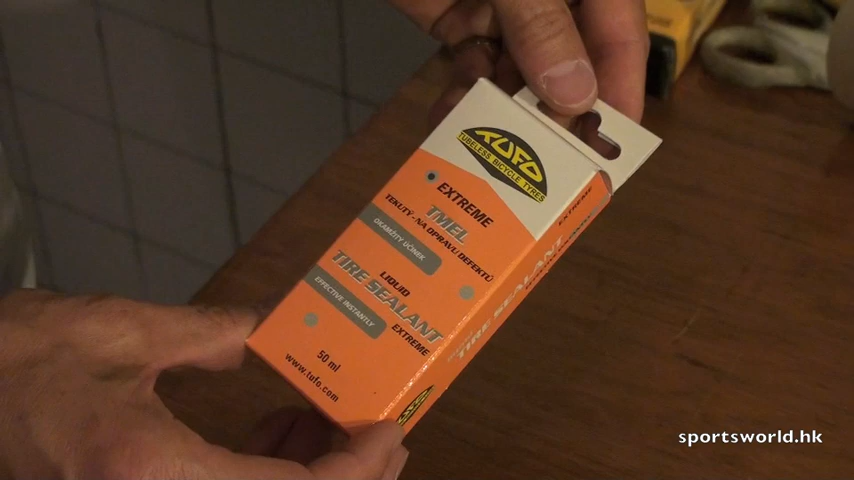 TUFO
TUBELESS BICYCLE TYRES
EXTREME
TMEL
TEKUTÝ - NA OPRAVU DEFEKTŮ
OKAMŽITÝ ÚČINEK
LIQUID
TIRE SEALANT
EFFECTIVE INSTANTLY
EXTREME
50 ml
www.tufo.com
EXTREME
TIRE SEALANT
sportsworld.hk